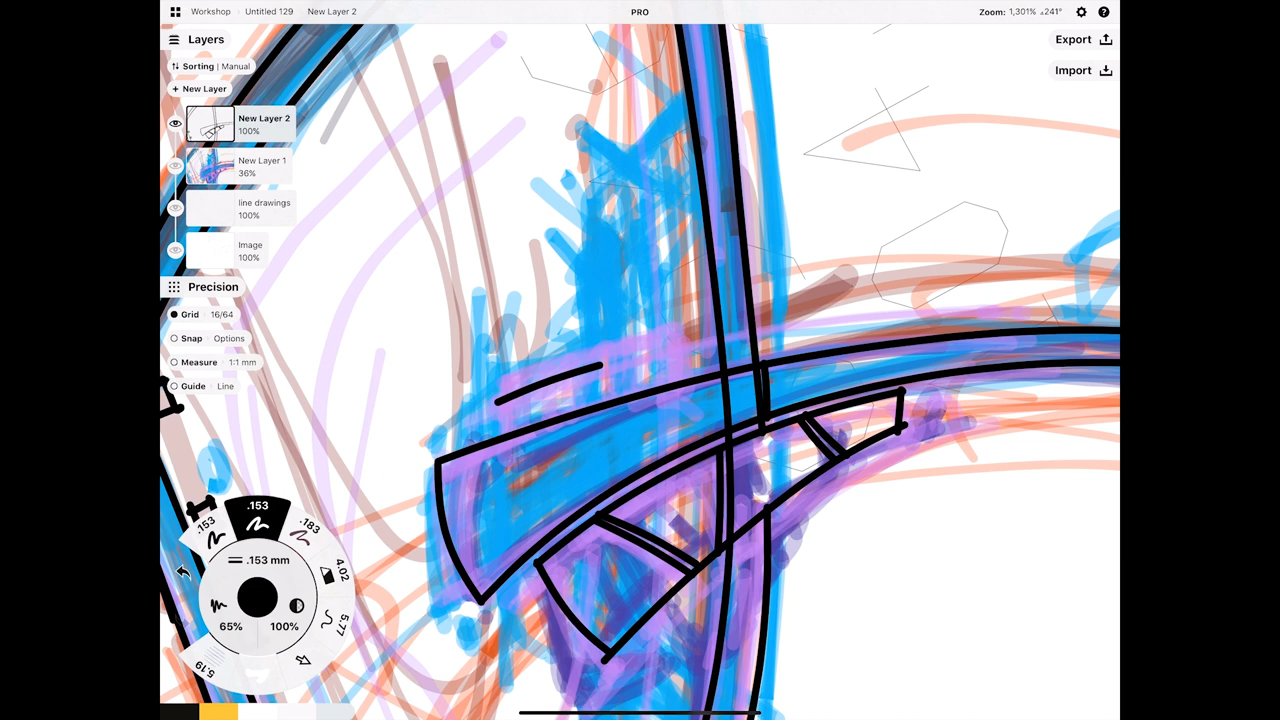 Workshop Untitled 129 New Layer 2 PRO Zoom: 1,301% ⊿241° ?
Layers Export
Sorting | Manual Import
+ New Layer
New Layer 2
100%
New Layer 1
36%
line drawings
100%
Image
100%
Precision
Grid 16/64
Snap Options
Measure 1:1 mm
Guide Line
.153
.153
.183
4.02
5.77
5.19
.153 mm
65% 100%